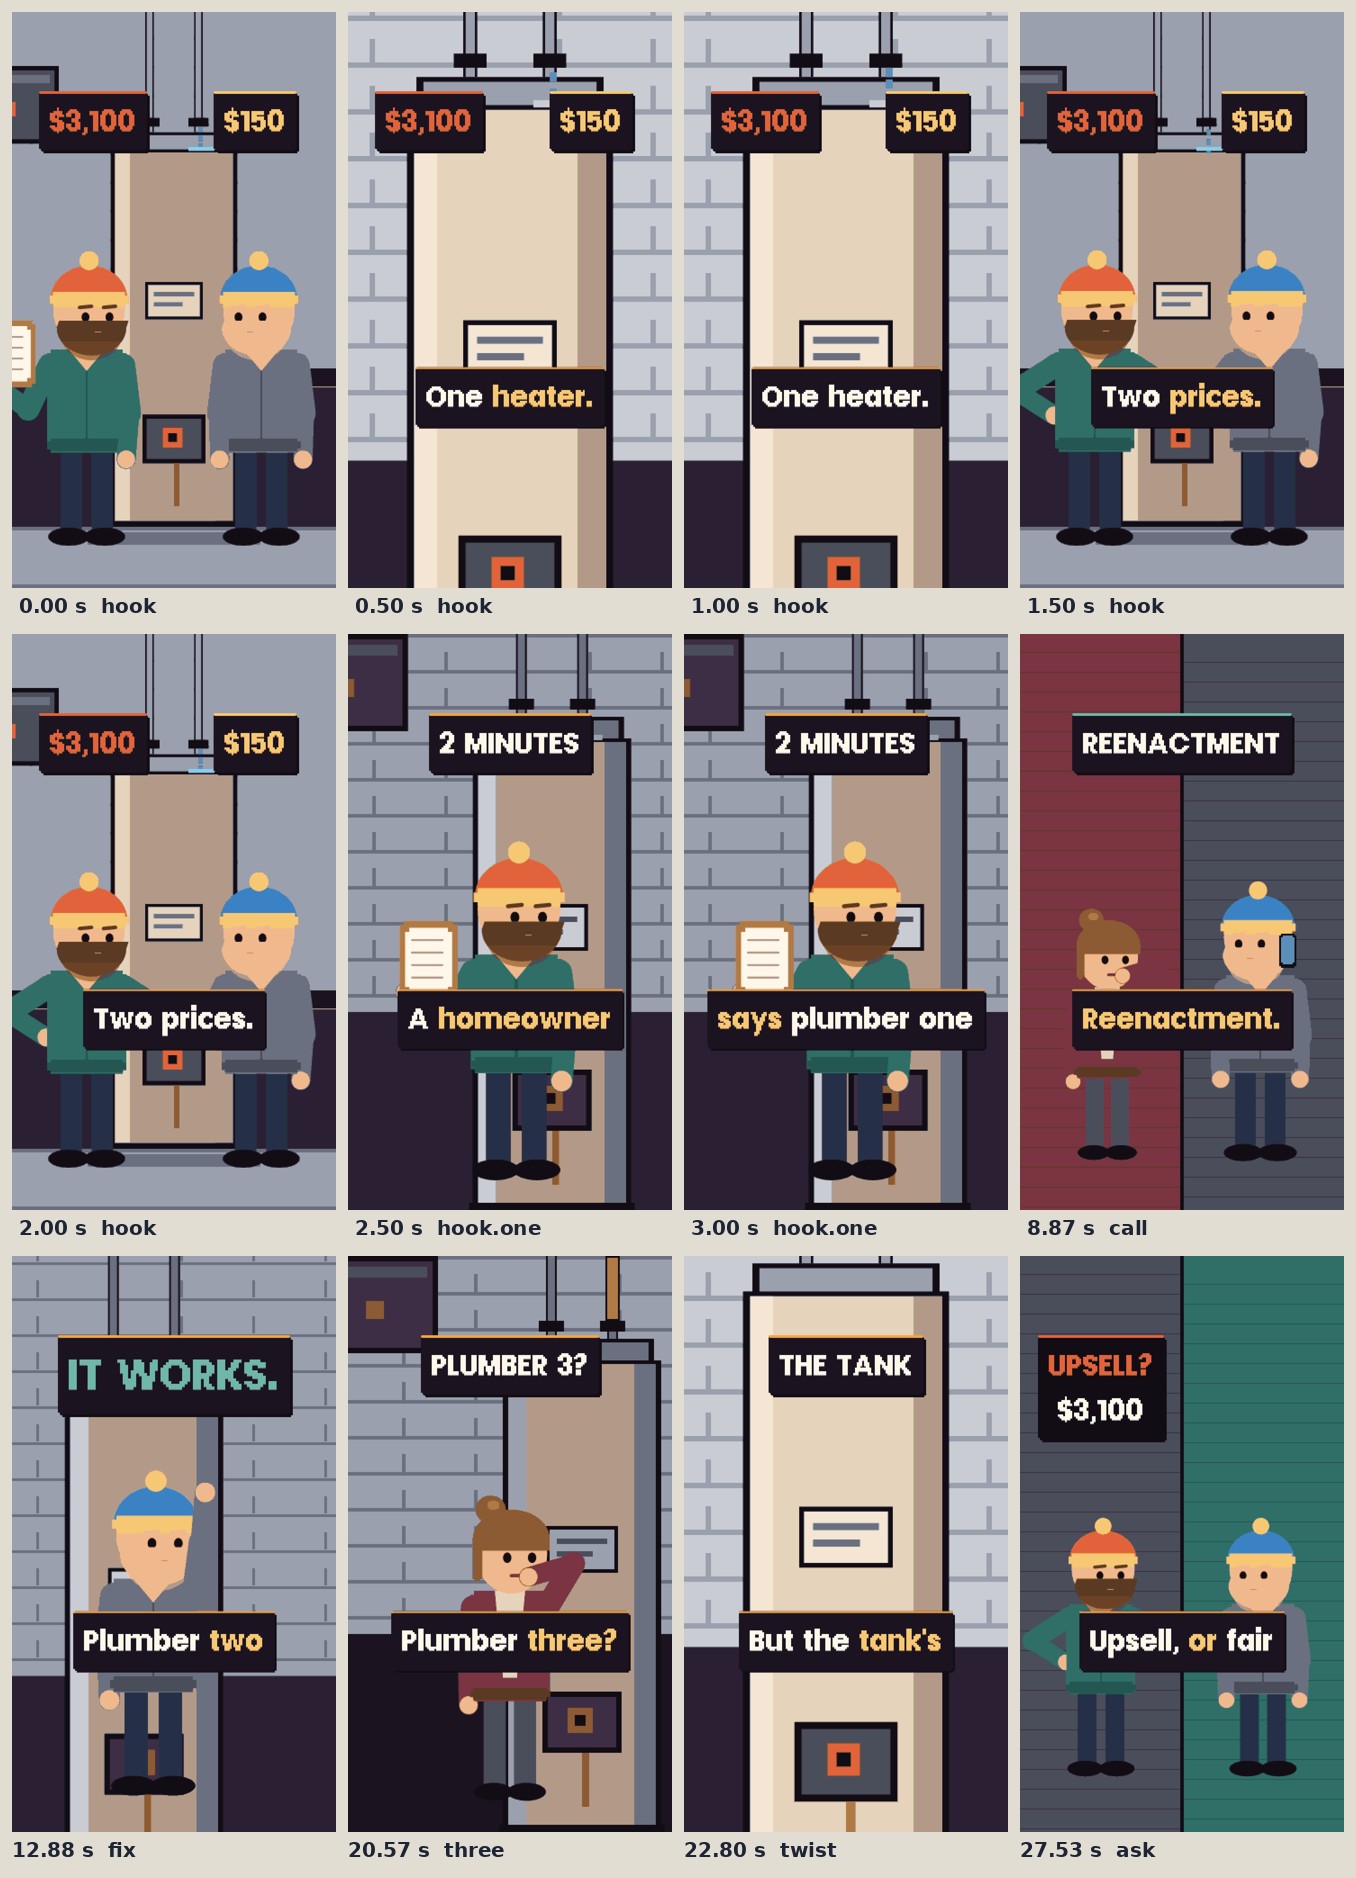 $3,100
$150
0.00 s hook
$3,100
$150
One heater.
0.50 s hook
$3,100
$150
One heater.
1.00 s hook
$3,100
$150
Two prices.
1.50 s hook
$3,100
$150
Two prices.
2.00 s hook
2 MINUTES
A homeowner
2.50 s hook.one
2 MINUTES
says plumber one
3.00 s hook.one
REENACTMENT
Reenactment.
8.87 s call
IT WORKS.
Plumber two
12.88 s fix
PLUMBER 3?
Plumber three?
20.57 s three
THE TANK
But the tank's
22.80 s twist
UPSELL?
$3,100
Upsell, or fair
27.53 s ask